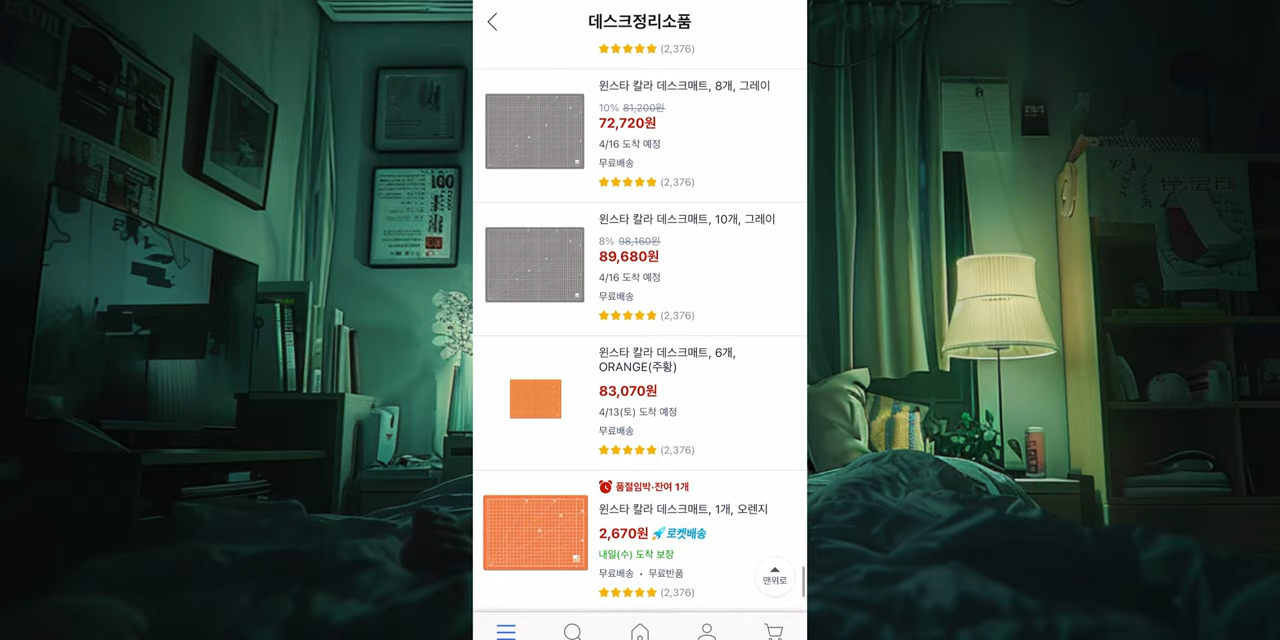 데스크정리소품
(2,376)
윈스타 칼라 데스크매트, 8개, 그레이
10% 81,200원
72,720원
4/16 도착 예정
무료배송
(2,376)
윈스타 칼라 데스크매트, 10개, 그레이
8% 98,160원
89,680원
4/16 도착 예정
무료배송
(2,376)
윈스타 칼라 데스크매트, 6개,
ORANGE(주황)
83,070원
4/13(토) 도착 예정
무료배송
(2,376)
품절임박·잔여 1개
윈스타 칼라 데스크매트, 1개, 오렌지
2,670원 로켓배송
내일(수) 도착 보장
무료배송 • 무료반품
(2,376)
맨위로
100